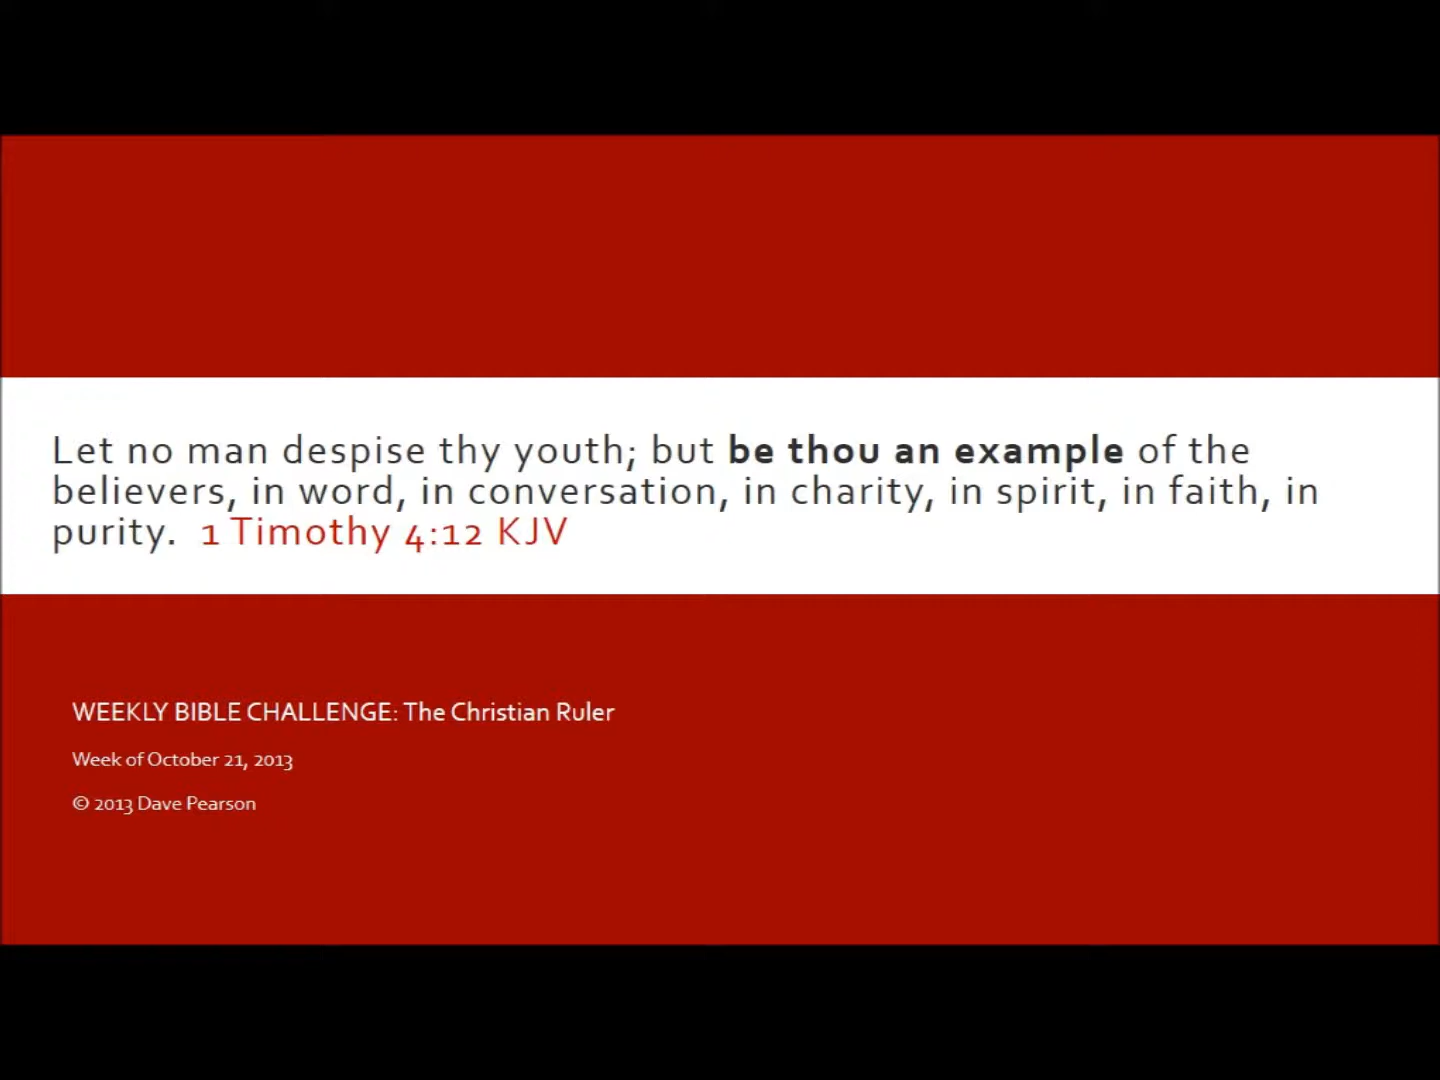 Let no man despise thy youth; but be thou an example of the
believers, in word, in conversation, in charity, in spirit, in faith, in
purity. 1 Timothy 4:12 KJV
WEEKLY BIBLE CHALLENGE: The Christian Ruler
Week of October 21, 2013
© 2013 Dave Pearson